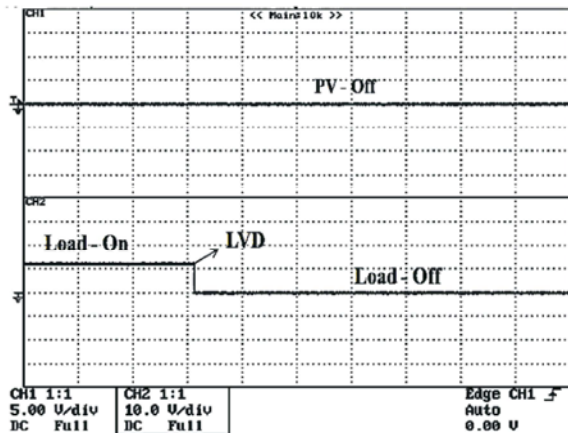 CH1
<< Main:10k >>
PV - Off
CH2
Load - On
LVD
Load - Off
CH1 1:1
5.00 V/div
DC Full
CH2 1:1
10.0 V/div
DC Full
Edge CH1
Auto
0.00 V